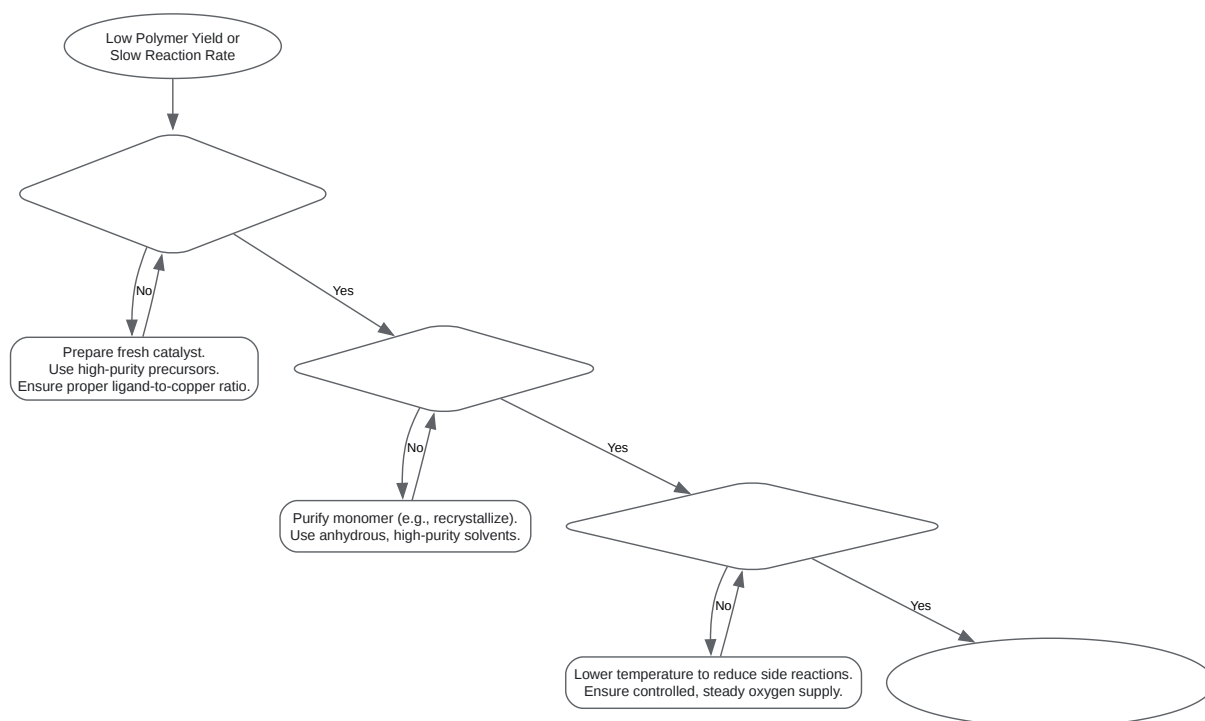 Low Polymer Yield or
Slow Reaction Rate
No
Yes
Prepare fresh catalyst.
Use high-purity precursors.
Ensure proper ligand-to-copper ratio.
No
Yes
Purify monomer (e.g., recrystallize).
Use anhydrous, high-purity solvents.
No
Yes
Lower temperature to reduce side reactions.
Ensure controlled, steady oxygen supply.